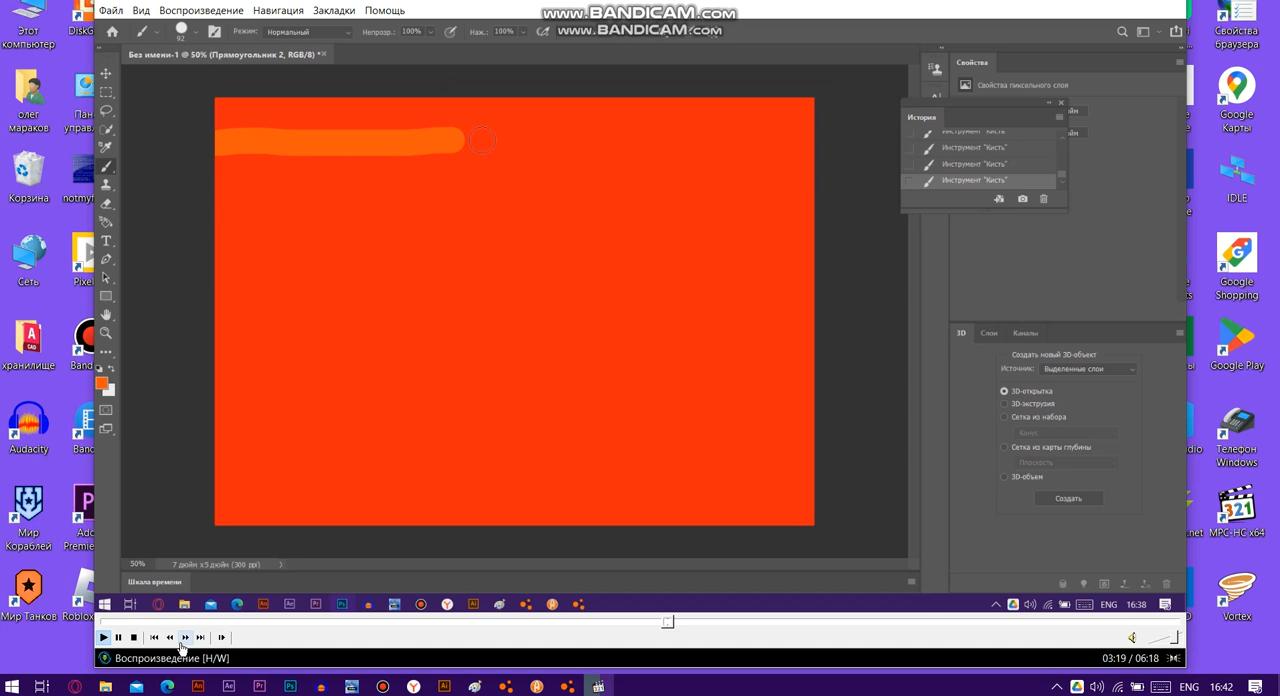 Файл Вид Воспроизведение Навигация Закладки Помощь
www.BANDICAM.com
www.BANDICAM.com
92 Режим: Нормальный Непрозр.: 100% Наж.: 100%
Без имени-1 @ 50% (Прямоугольник 2, RGB/8) *
Свойства
Свойства пиксельного слоя
История
Инструмент "Кисть"
Инструмент "Кисть"
Инструмент "Кисть"
Инструмент "Кисть"
3D Слои Каналы
Создать новый 3D-объект
Источник: Выделенные слои
3D-открытка
3D-экструзия
Сетка из набора
Конус
Сетка из карты глубины
Плоскость
3D-объем
Создать
50% 7 дюйм x 5 дюйм (300 ppi)
Шкала времени
ENG 16:38
Воспроизведение [H/W]
03:19 / 06:18
Этот
компьютер
DiskG
олег
мараков
Пан
управ
Корзина
notmyf
Сеть
Pixel
хранилище
Band
Audacity
Band
Мир
Кораблей
Ado
Premie
Мир Танков
Roblox
Свойства
браузера
Google
Карты
IDLE
Google
Shopping
Google Play
Телефон
Windows
MPC-HC x64
Vortex
ENG 16:42